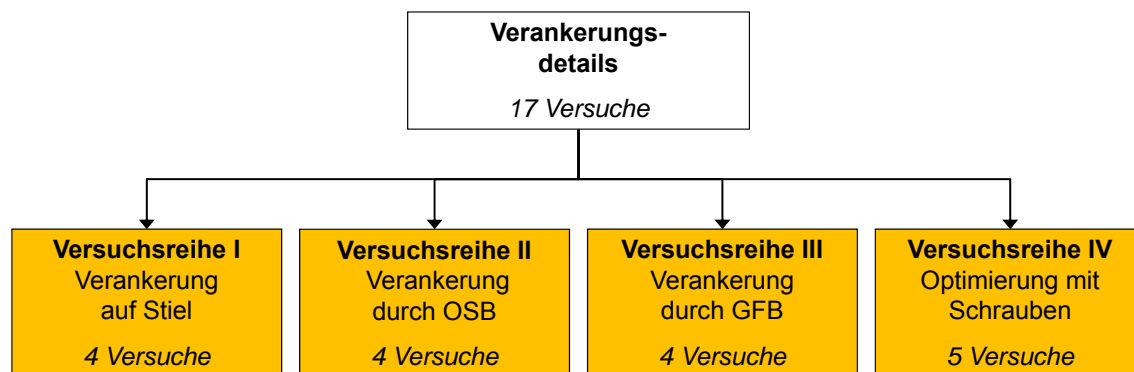 Verankerungs-
details
17 Versuche
Versuchsreihe I
Verankerung
auf Stiel
4 Versuche
Versuchsreihe II
Verankerung
durch OSB
4 Versuche
Versuchsreihe III
Verankerung
durch GFB
4 Versuche
Versuchsreihe IV
Optimierung mit
Schrauben
5 Versuche